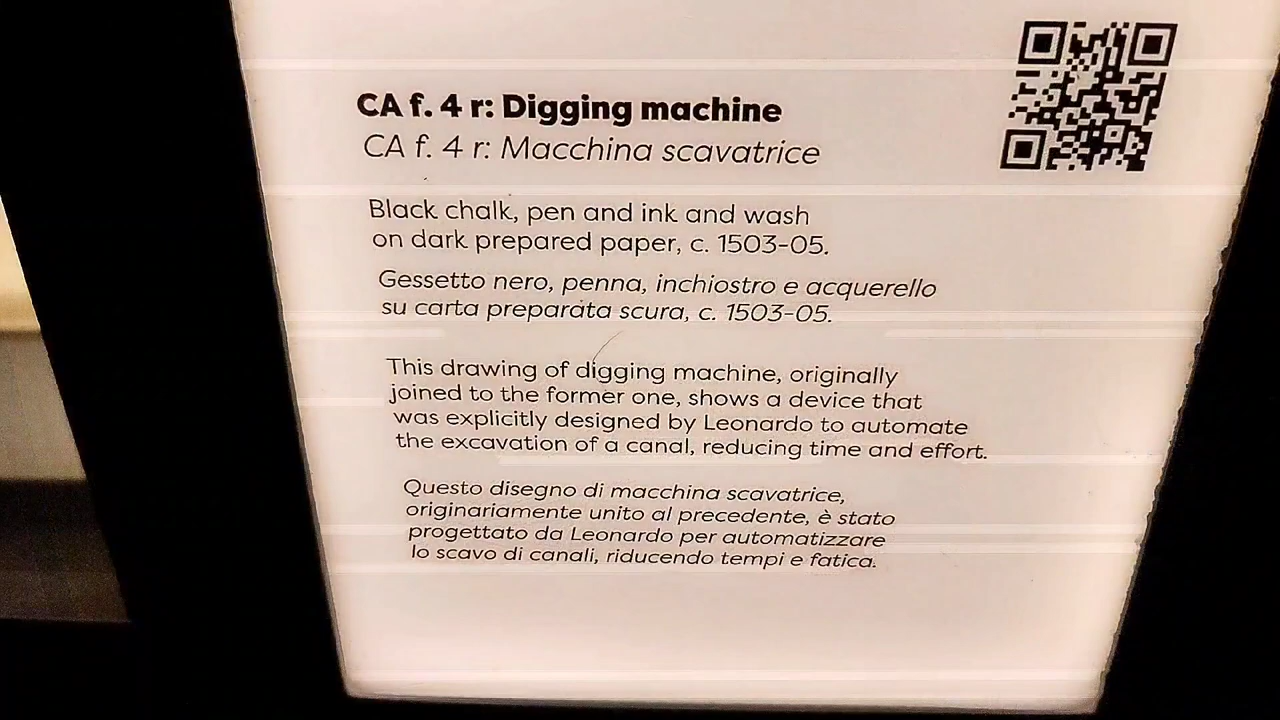 CA f. 4 r: Digging machine
CA f. 4 r: Macchina scavatrice
Black chalk, pen and ink and wash
on dark prepared paper, c. 1503-05.
Gessetto nero, penna, inchiostro e acquerello
su carta preparata scura, c. 1503-05.
This drawing of digging machine, originally
joined to the former one, shows a device that
was explicitly designed by Leonardo to automate
the excavation of a canal, reducing time and effort.
Questo disegno di macchina scavatrice,
originariamente unito al precedente, è stato
progettato da Leonardo per automatizzare
lo scavo di canali, riducendo tempi e fatica.